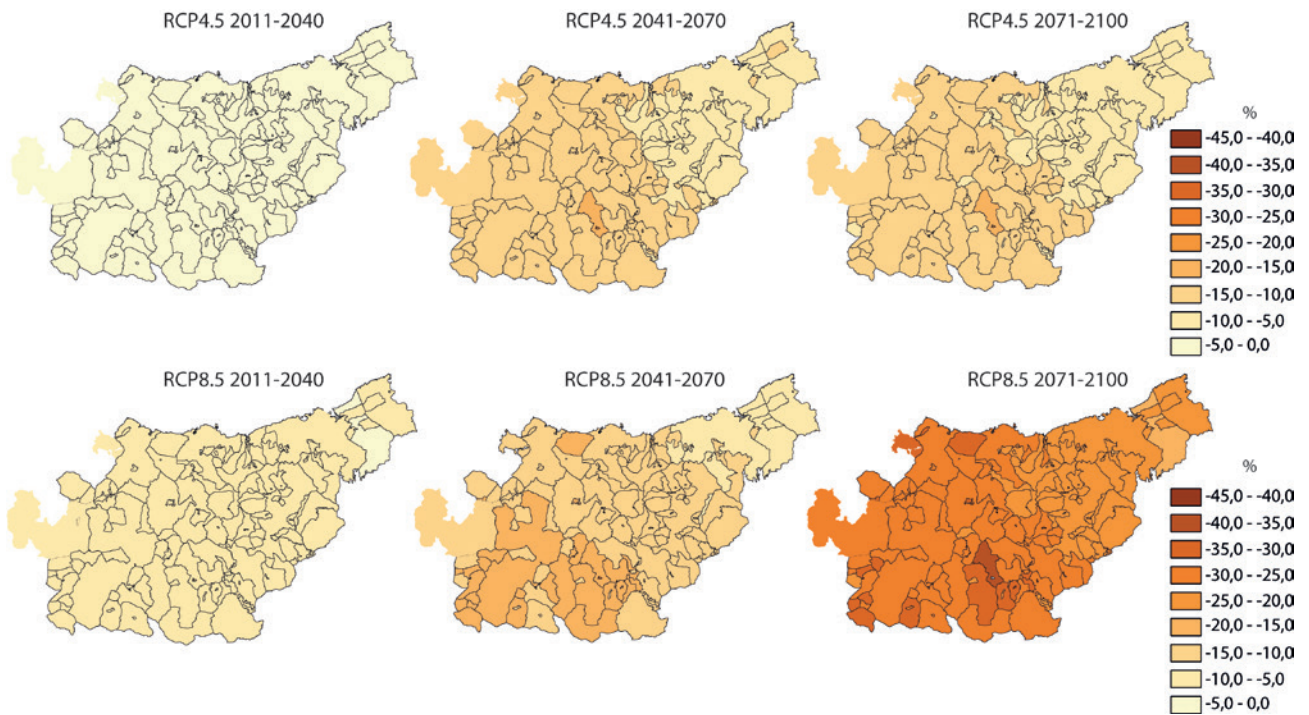 RCP4.5 2011-2040
RCP4.5 2041-2070
RCP4.5 2071-2100
%
-45,0 - -40,0
-40,0 - -35,0
-35,0 - -30,0
-30,0 - -25,0
-25,0 - -20,0
-20,0 - -15,0
-15,0 - -10,0
-10,0 - -5,0
-5,0 - 0,0
RCP8.5 2011-2040
RCP8.5 2041-2070
RCP8.5 2071-2100
%
-45,0 - -40,0
-40,0 - -35,0
-35,0 - -30,0
-30,0 - -25,0
-25,0 - -20,0
-20,0 - -15,0
-15,0 - -10,0
-10,0 - -5,0
-5,0 - 0,0